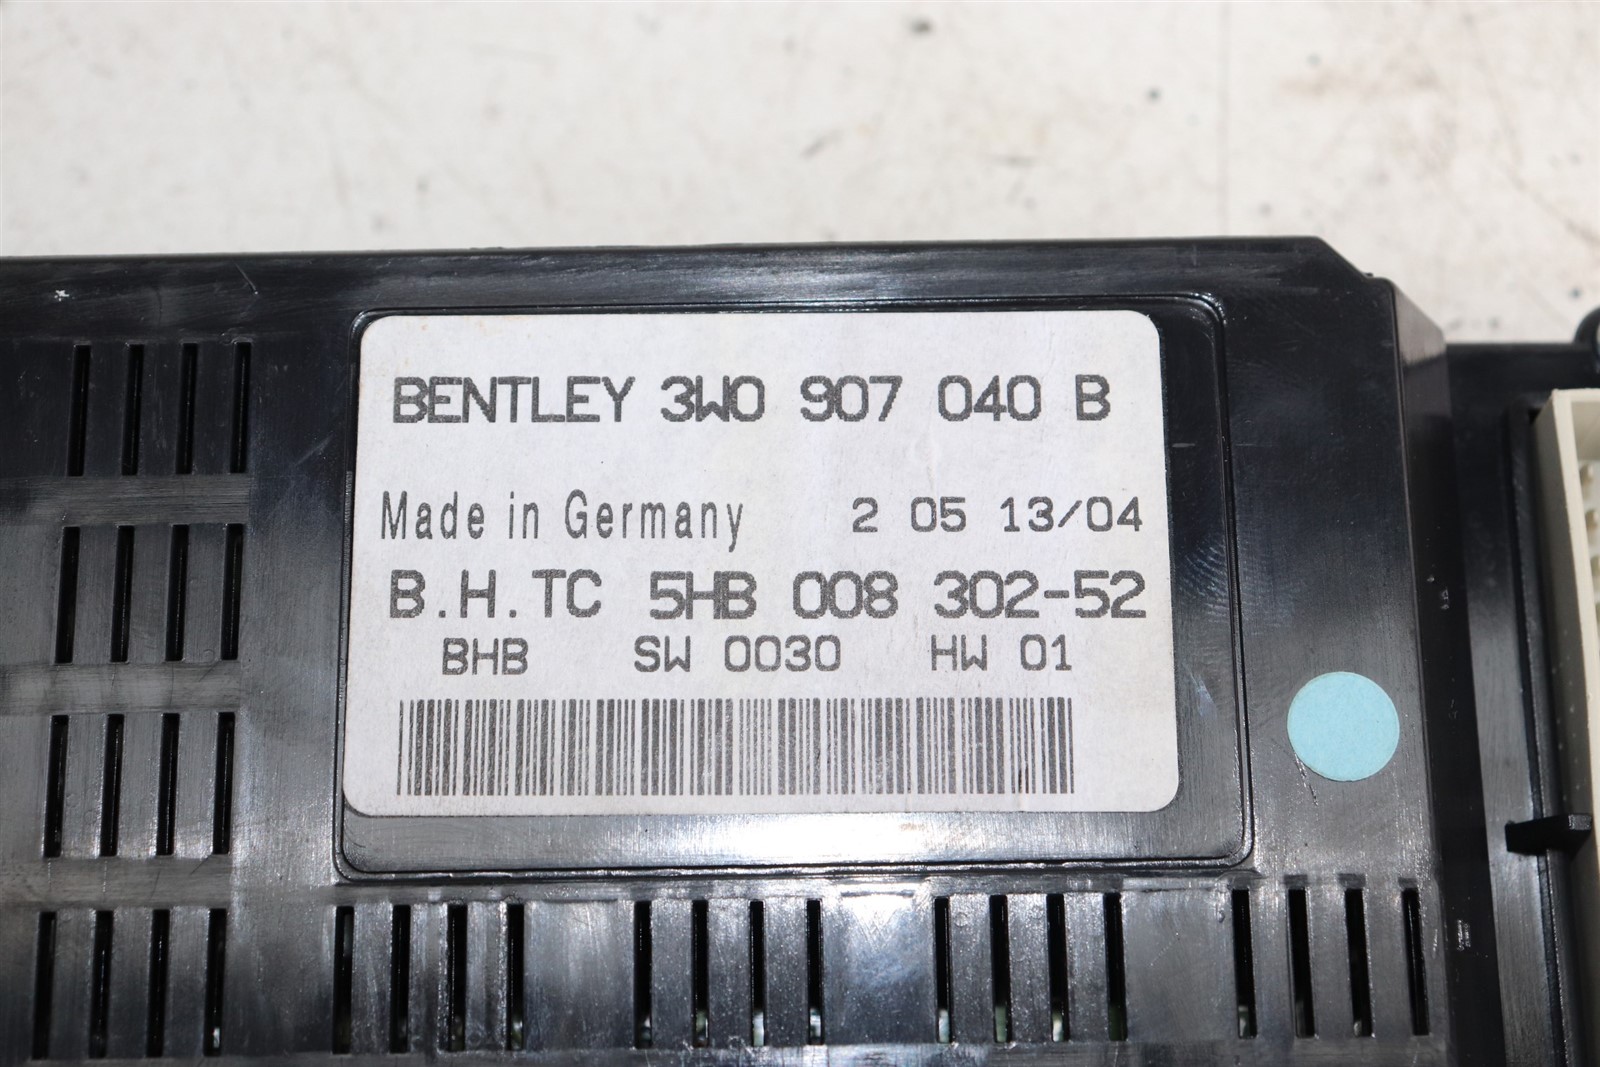 BENTLEY 3W0 907 040 B
Made in Germany 2 05 13/04
B.H.TC 5HB 008 302-52
BHB SW 0030 HW 01